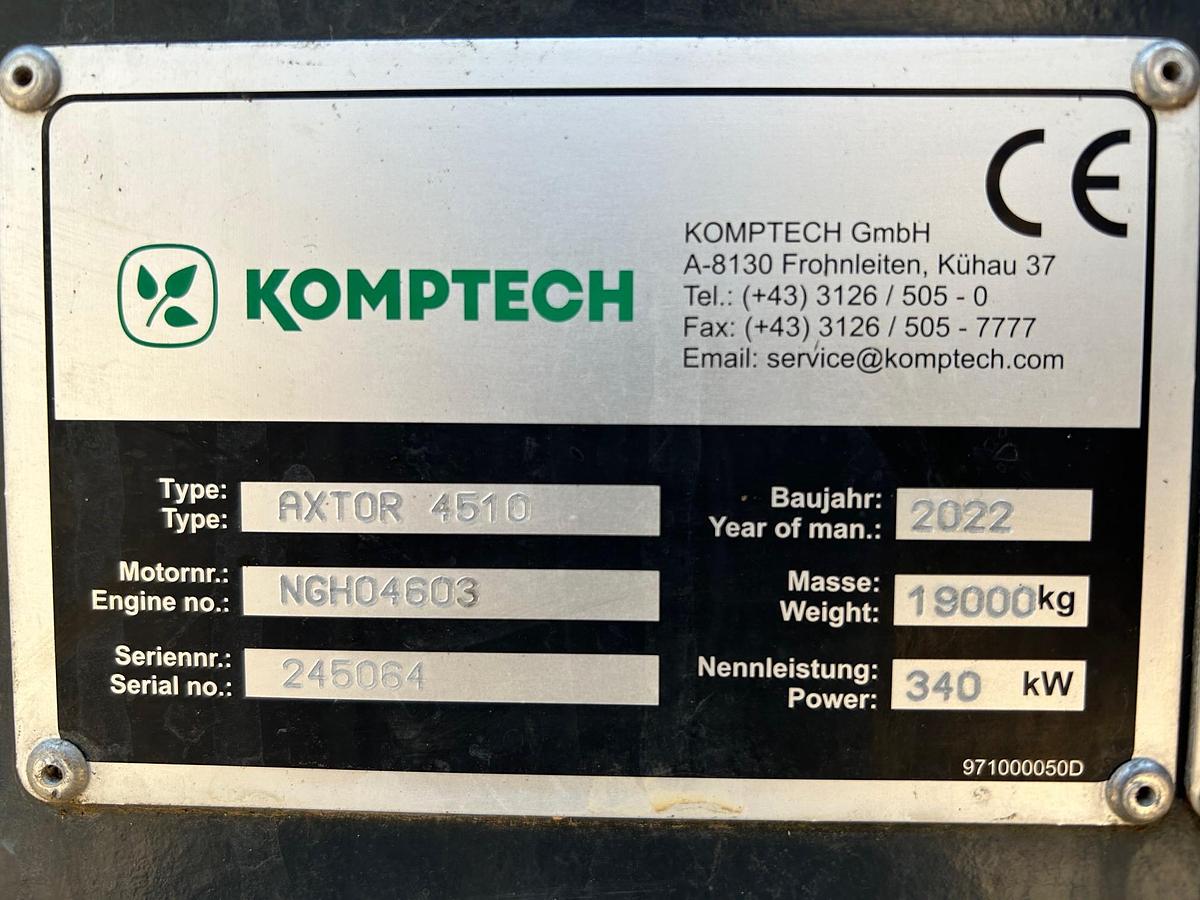 CE
KOMPTECH
KOMPTECH GmbH
A-8130 Frohnleiten, Kühau 37
Tel.: (+43) 3126 / 505 - 0
Fax: (+43) 3126 / 505 - 7777
Email: service@komptech.com
Type:
Type:
AXTOR 4510
Motornr.:
Engine no.:
NGH04603
Seriennr.:
Serial no.:
245064
Baujahr:
Year of man.:
2022
Masse:
Weight:
19000kg
Nennleistung:
Power:
340 kW
971000050D